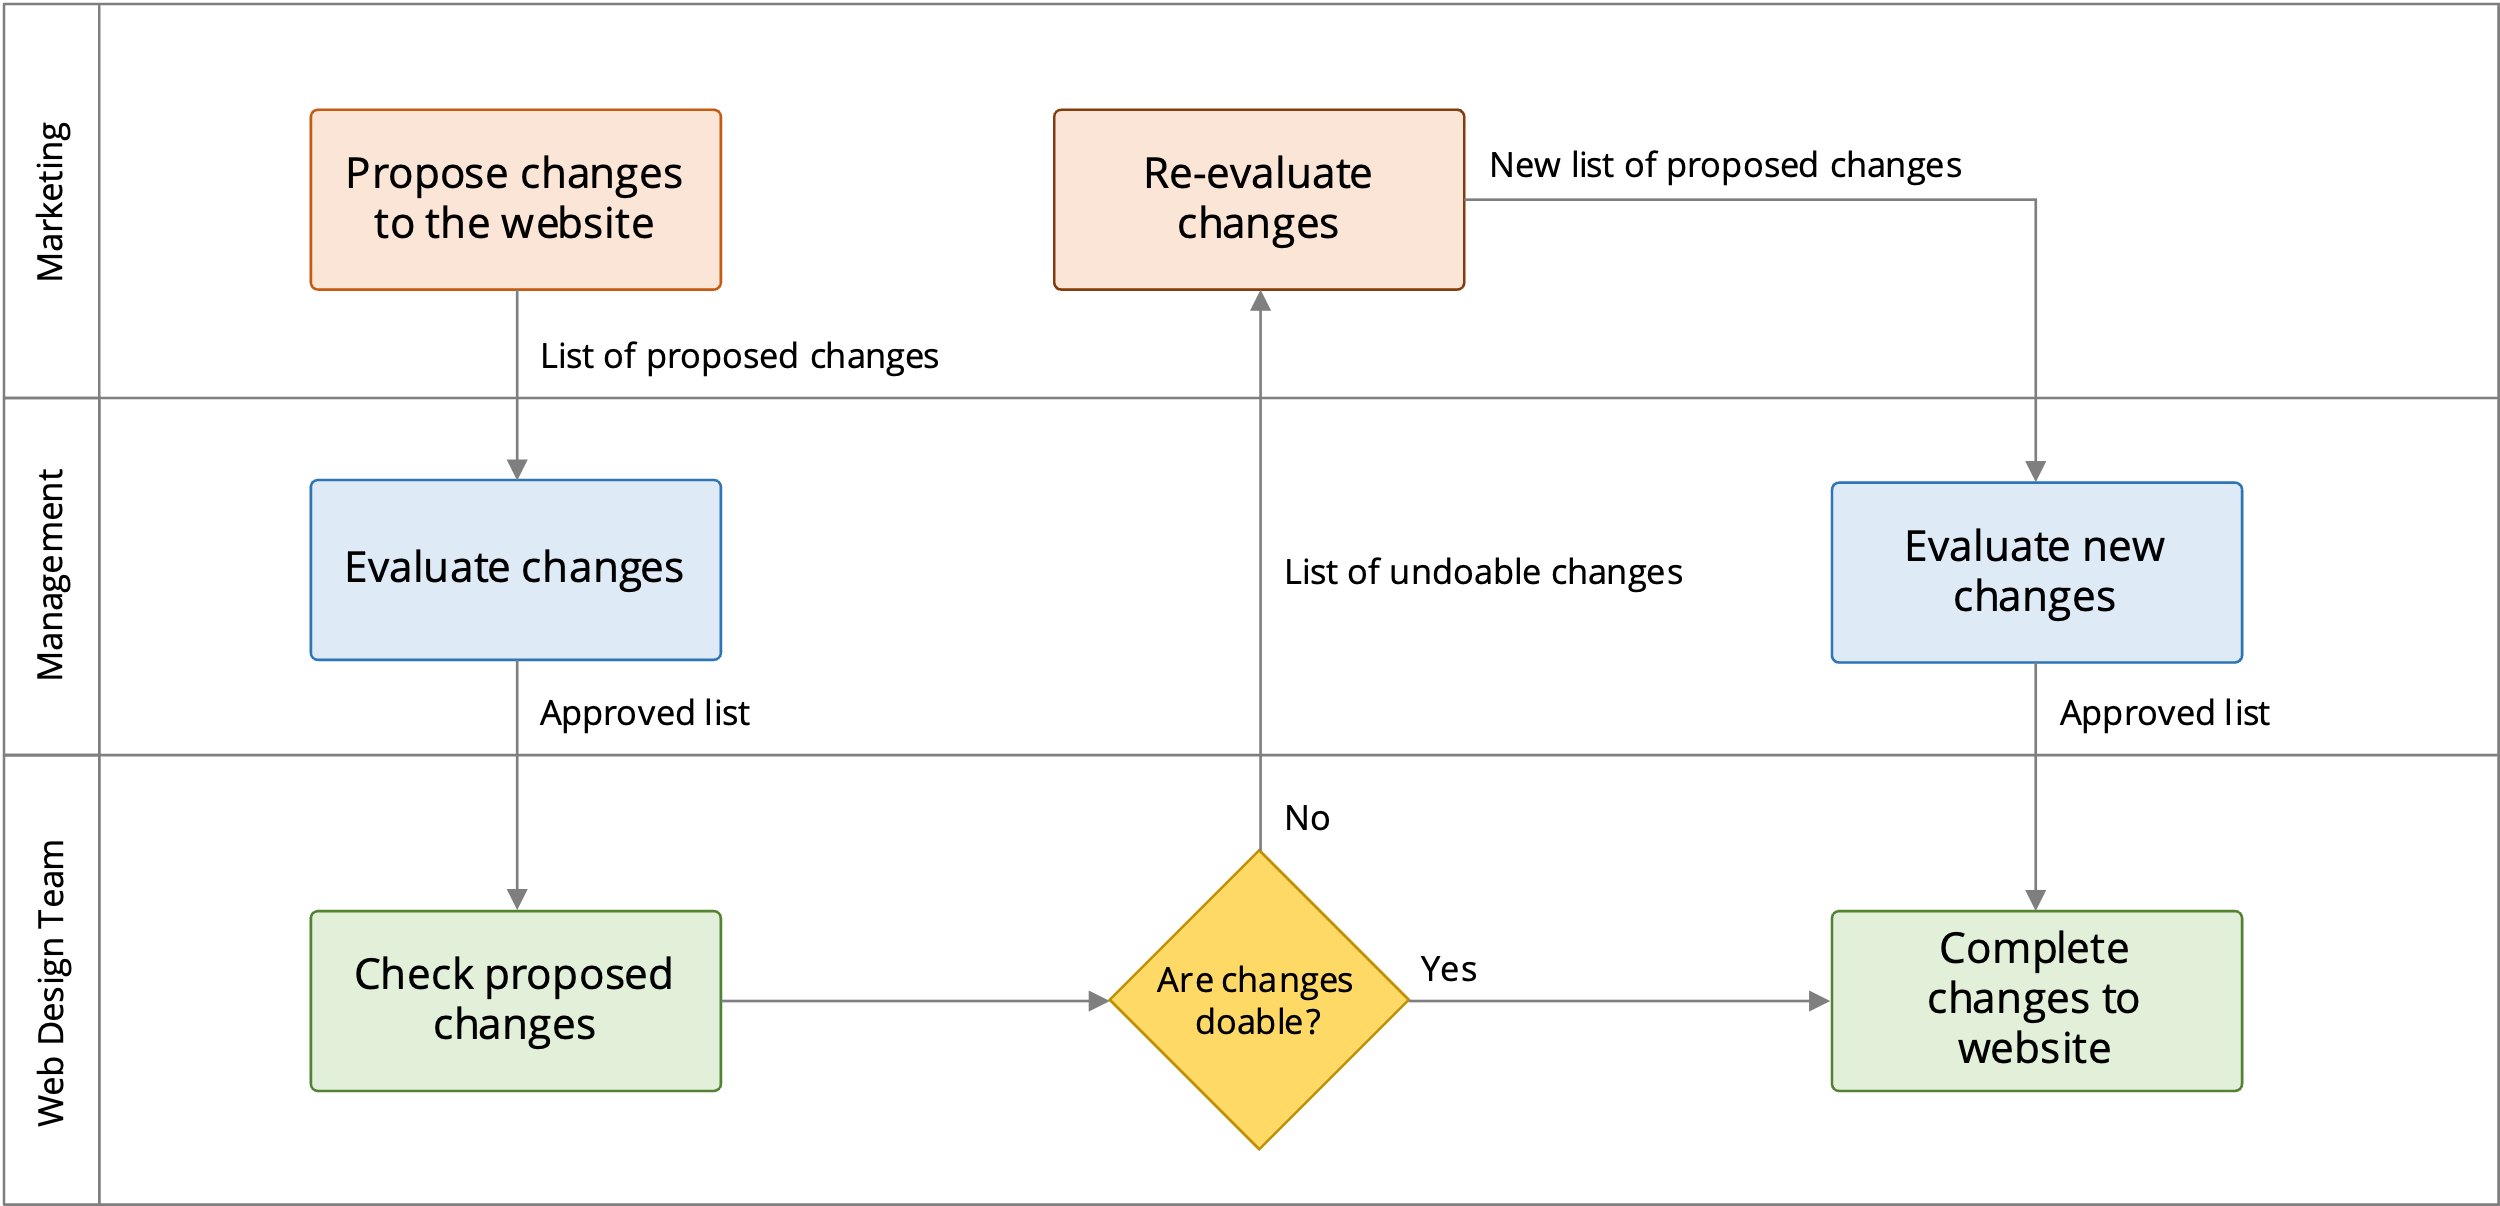 Marketing
Propose changes
to the website
Re-evaluate
changes
New list of proposed changes
List of proposed changes
Management
Evaluate changes
List of undoable changes
Evaluate new
changes
Approved list
Approved list
Web Design Team
No
Check proposed
changes
Are changes
doable?
Yes
Complete
changes to
website